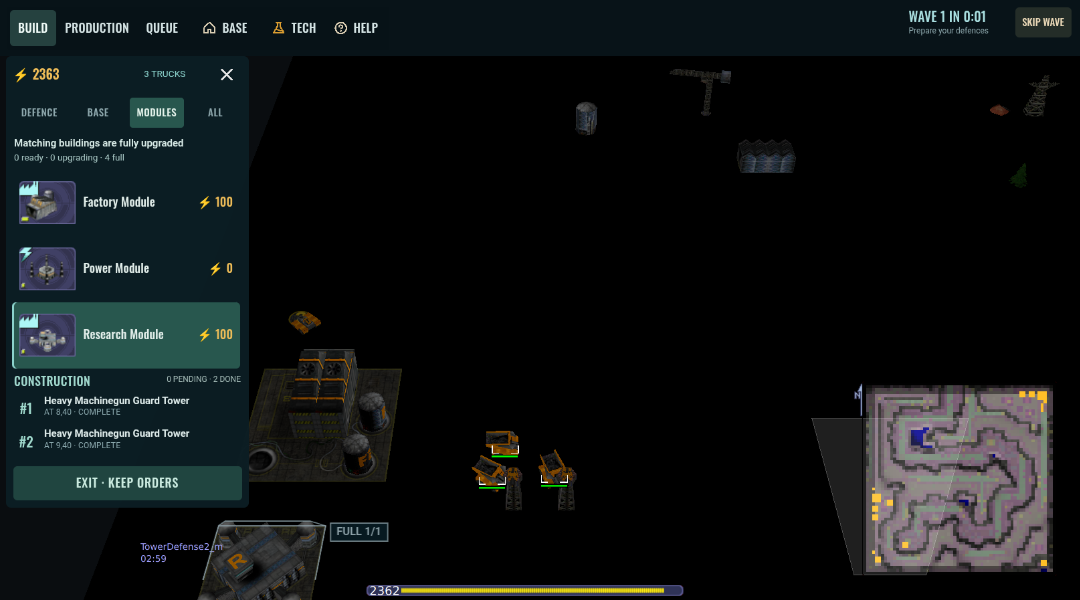 BUILD PRODUCTION QUEUE BASE TECH HELP
WAVE 1 IN 0:01
Prepare your defences
SKIP WAVE
2363 3 TRUCKS
DEFENCE BASE MODULES ALL
Matching buildings are fully upgraded
0 ready · 0 upgrading · 4 full
Factory Module 100
Power Module 0
Research Module 100
CONSTRUCTION 0 PENDING · 2 DONE
#1 Heavy Machinegun Guard Tower
AT 8,40 · COMPLETE
#2 Heavy Machinegun Guard Tower
AT 9,40 · COMPLETE
EXIT · KEEP ORDERS
FULL 1/1
TowerDefense2_m
02:59
R
F
N
2362